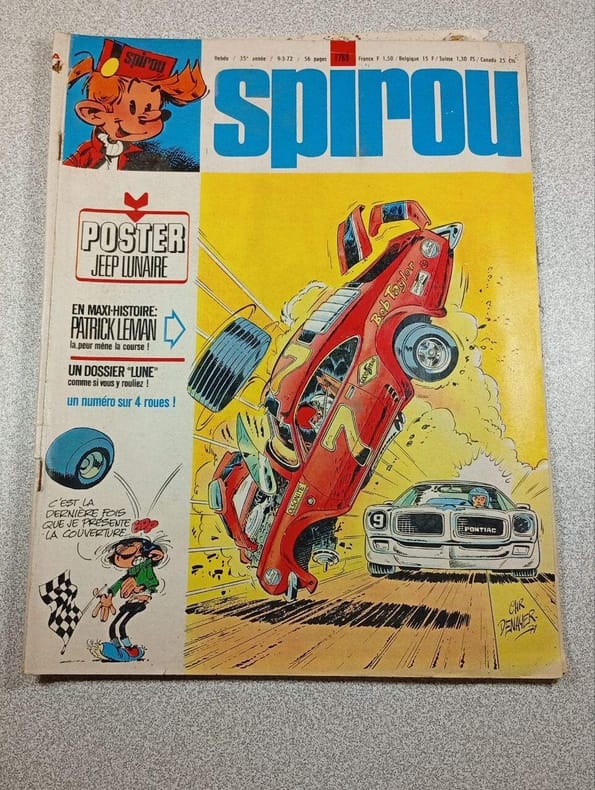 spirou
Hebdo / 35e année / 9-3-72 / 56 pages 1769 France F 1,50 / Belgique 15 F / Suisse 1,30 FS / Canada 25 Cts
spirou
POSTER
JEEP LUNAIRE
EN MAXI-HISTOIRE:
PATRICK LEMAN
la peur mène la course !
UN DOSSIER "LUNE"
comme si vous y rouliez !
un numéro sur 4 roues !
C'EST LA
DERNIÈRE FOIS
QUE JE PRÉSENTE
LA COUVERTURE
Bob Taylor
7
7
9
PONTIAC
CHR
DENAYER
71